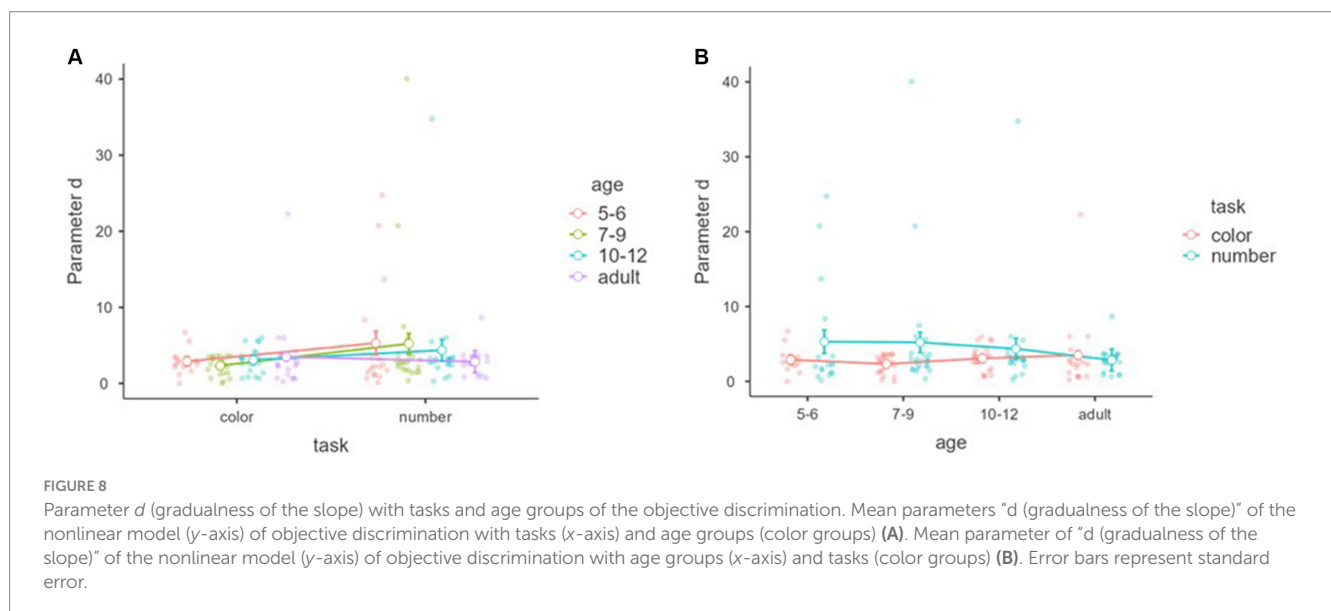 A
40
30
20
10
0
Parameter d
color
number
task
age
5-6
7-9
10-12
adult
B
40
30
20
10
0
Parameter d
5-6
7-9
10-12
adult
age
task
color
number
FIGURE 8
Parameter d (gradualness of the slope) with tasks and age groups of the objective discrimination. Mean parameters “d (gradualness of the slope)” of the
nonlinear model (y-axis) of objective discrimination with tasks (x-axis) and age groups (color groups) (A). Mean parameter of “d (gradualness of the
slope)” of the nonlinear model (y-axis) of objective discrimination with age groups (x-axis) and tasks (color groups) (B). Error bars represent standard
error.